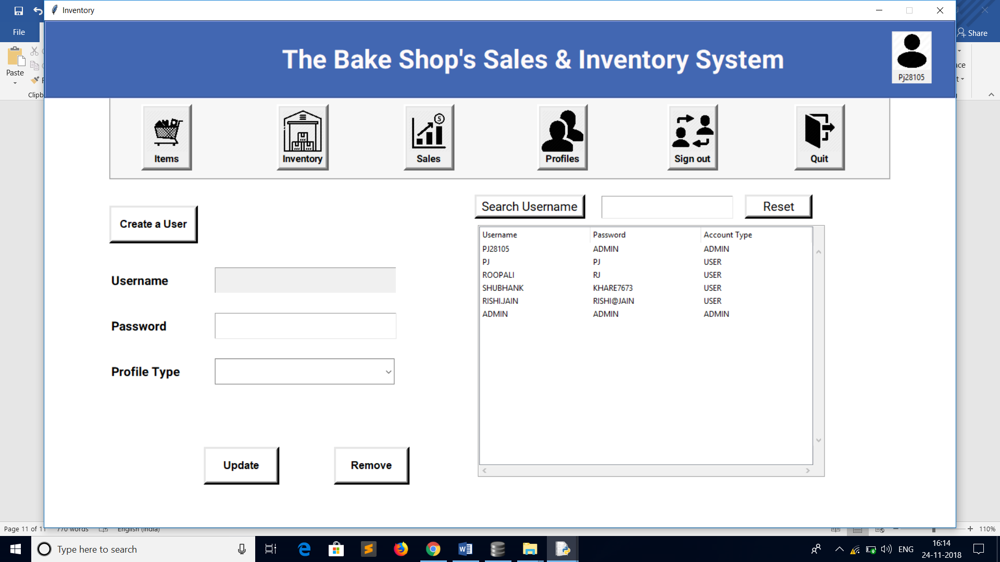 Inventory
File
Share
The Bake Shop's Sales & Inventory System
Pj28105
Paste
Items
Inventory
Sales
Profiles
Sign out
Quit
Search Username
Reset
Create a User
Username Password Account Type
PJ28105 ADMIN ADMIN
PJ PJ USER
ROOPALI RJ USER
SHUBHANK KHARE7673 USER
RISHI.JAIN RISHI@JAIN USER
ADMIN ADMIN ADMIN
Username
Password
Profile Type
Update
Remove
Page 11 of 11 770 words English (India) 110%
Type here to search
ENG
16:14
24-11-2018